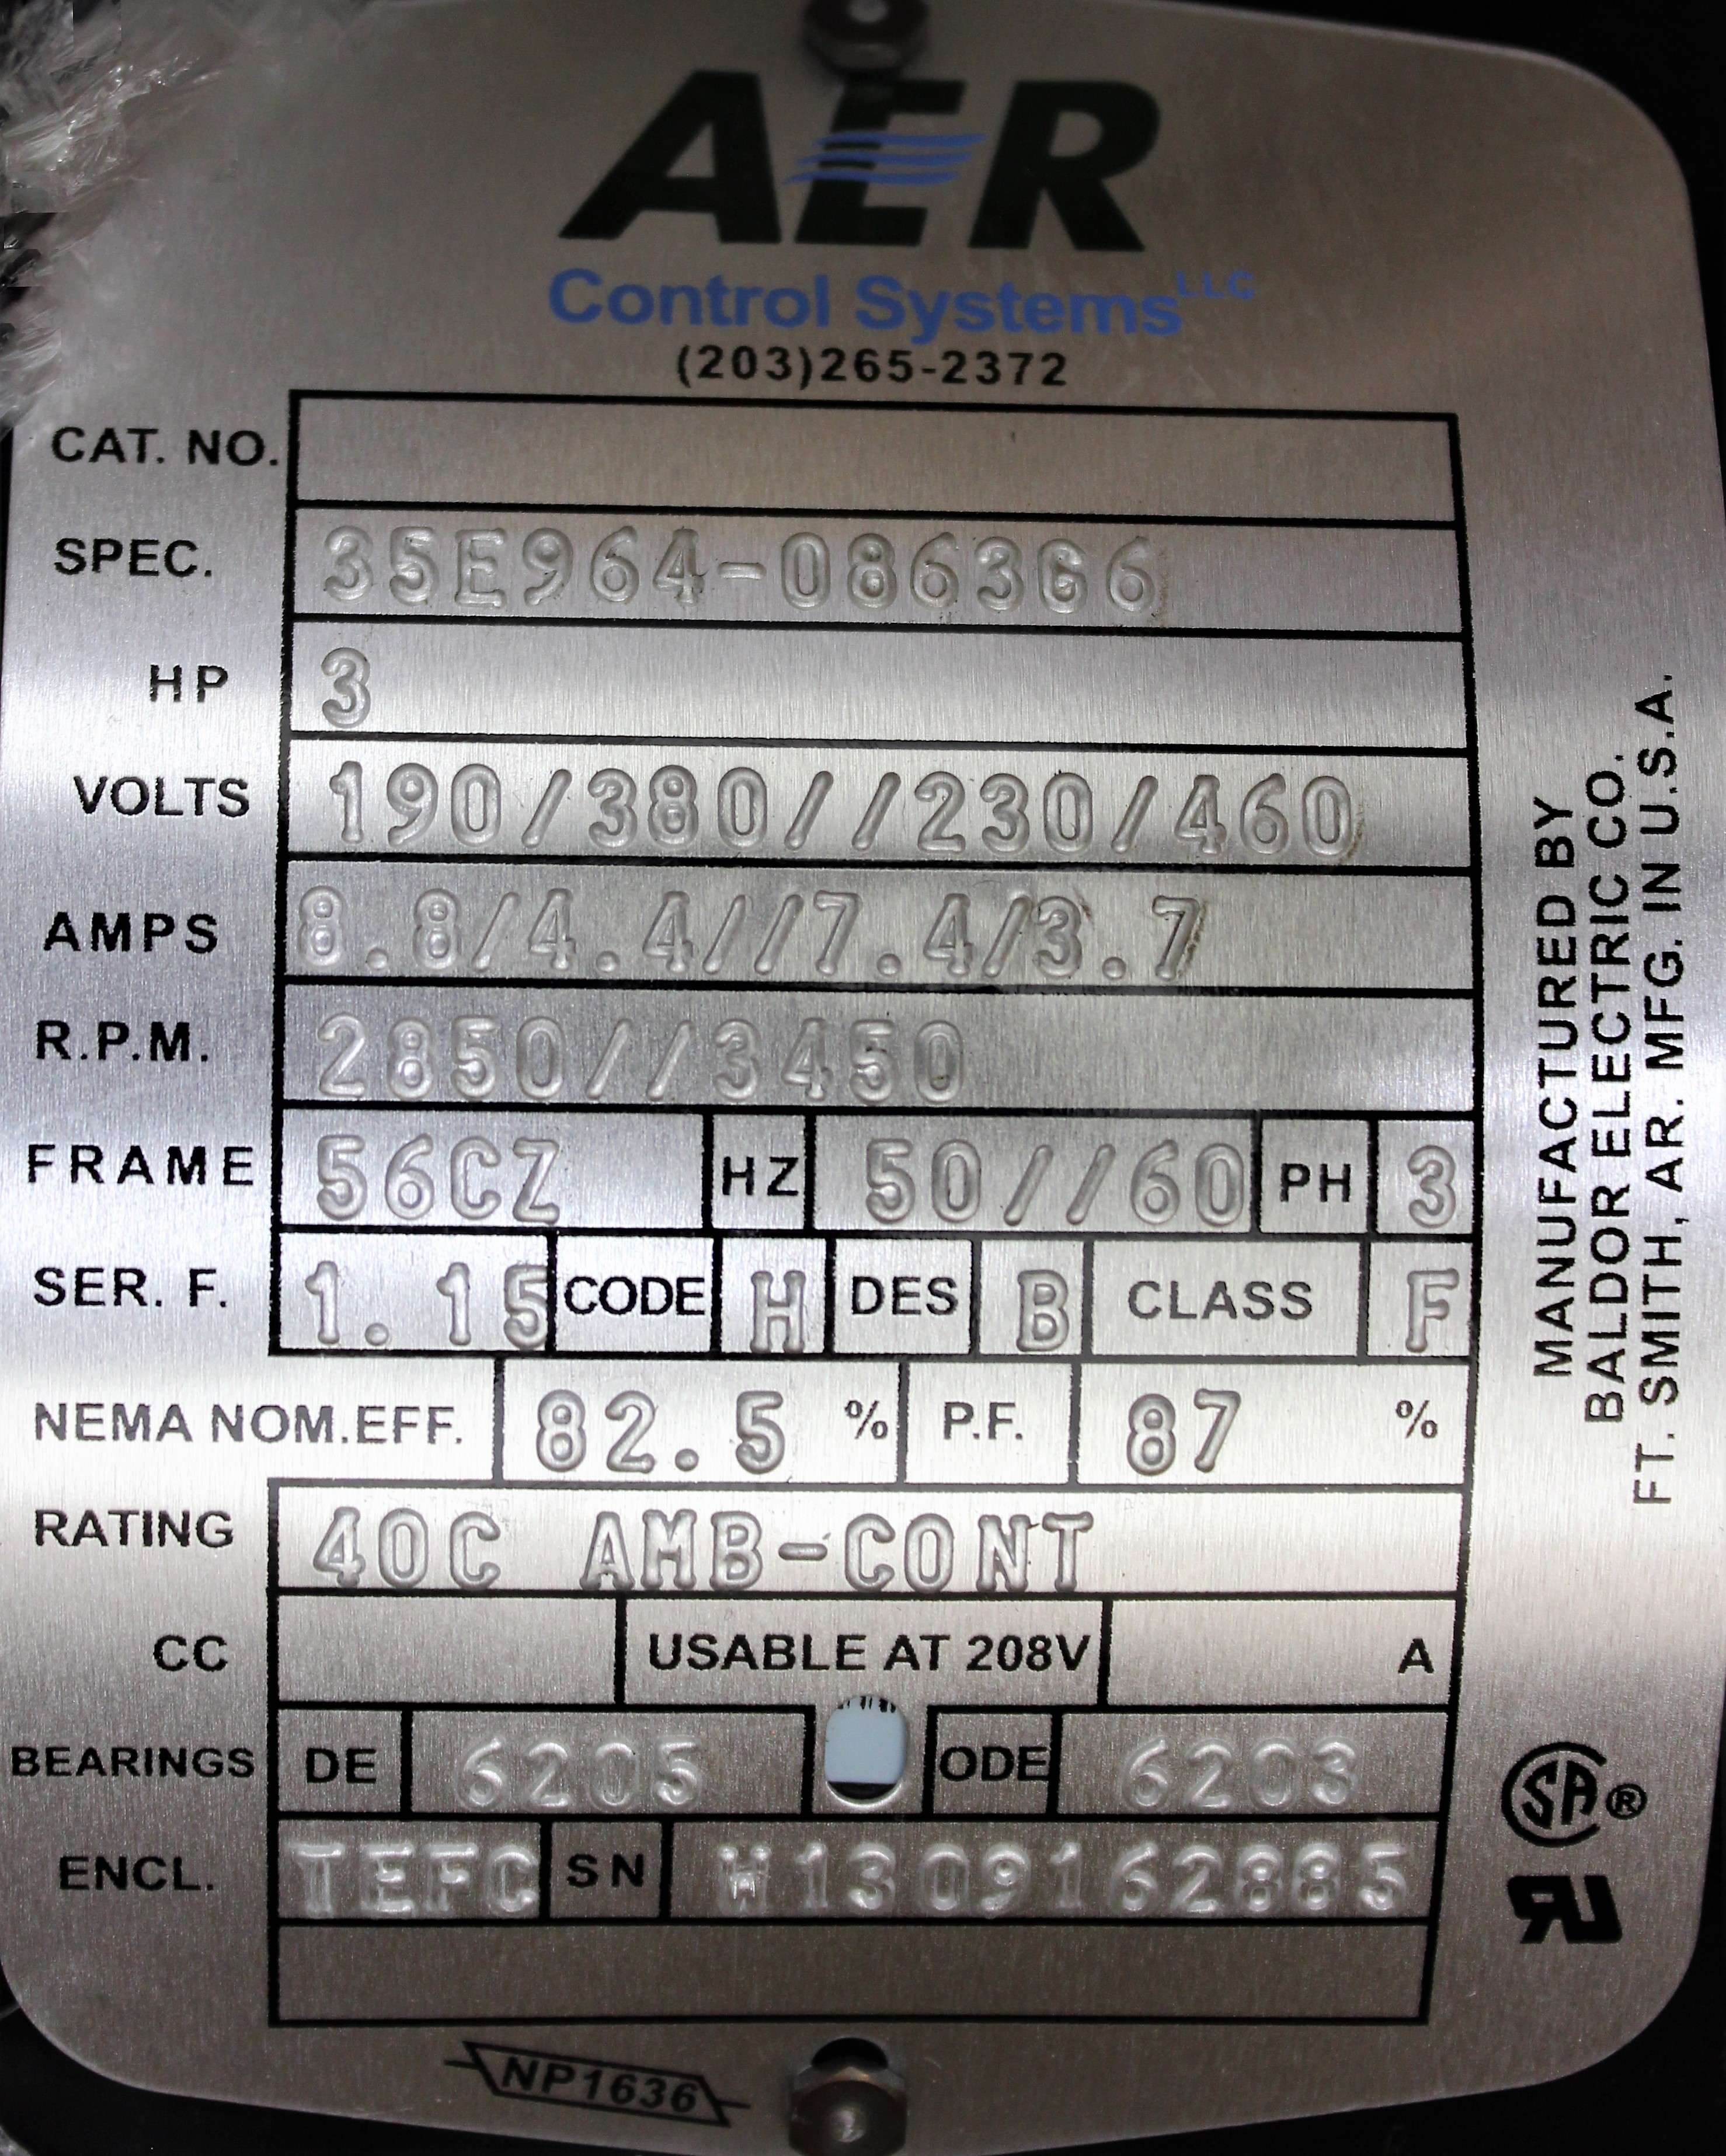 AER
Control Systems LLC
(203)265-2372
CAT. NO.
SPEC. 35E964-0863G6
HP 3
VOLTS 190/380//230/460
AMPS 8.8/4.4//7.4/3.7
R.P.M. 2850//3450
FRAME 56CZ HZ 50//60 PH 3
SER. F. 1.15 CODE H DES B CLASS F
NEMA NOM.EFF. 82.5 % P.F. 87 %
RATING 40C AMB-CONT
CC USABLE AT 208V A
BEARINGS DE 6205 ODE 6203
ENCL. TEFC SN W1309162885
NP1636
MANUFACTURED BY
BALDOR ELECTRIC CO.
FT. SMITH, AR. MFG. IN U.S.A.
SA ®
RU